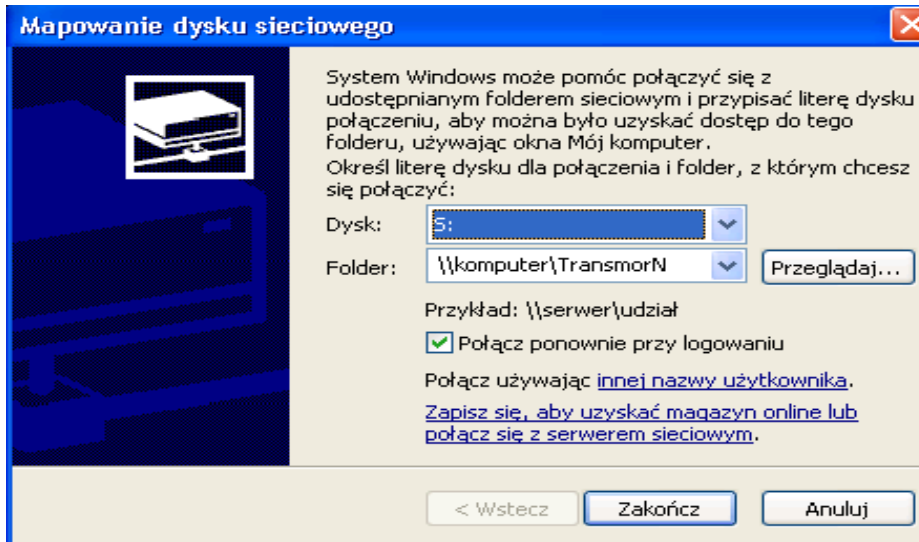 Mapowanie dysku sieciowego
System Windows może pomóc połączyć się z
udostępnianym folderem sieciowym i przypisać literę dysku
połączeniu, aby można było uzyskać dostęp do tego
folderu, używając okna Mój komputer.
Określ literę dysku dla połączenia i folder, z którym chcesz
się połączyć:
Dysk: S:
Folder: \\komputer\TransmorN Przeglądaj...
Przykład: \\serwer\udział
Połącz ponownie przy logowaniu
Połącz używając innej nazwy użytkownika.
Zapisz się, aby uzyskać magazyn online lub
połącz się z serwerem sieciowym.
< Wstecz Zakończ Anuluj